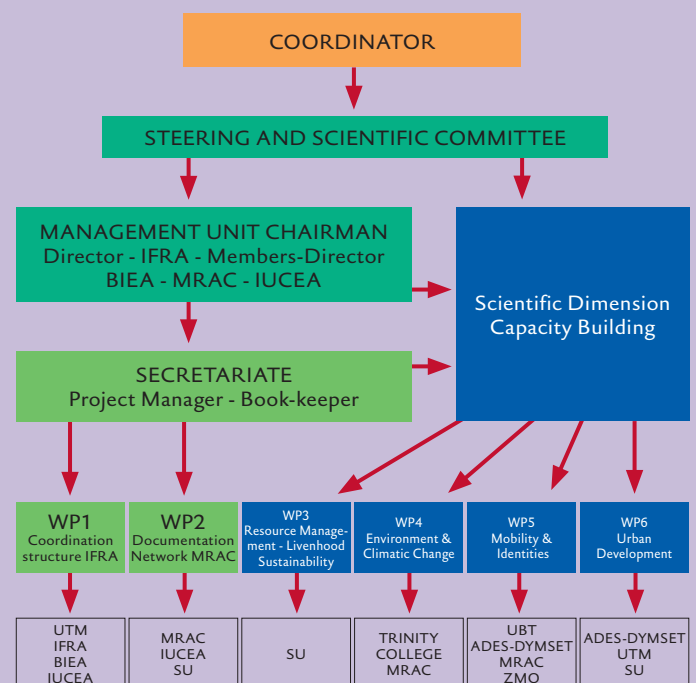 COORDINATOR
STEERING AND SCIENTIFIC COMMITTEE
MANAGEMENT UNIT CHAIRMAN
Director - IFRA - Members-Director
BIEA - MRAC - IUCEA
Scientific Dimension
Capacity Building
SECRETARIATE
Project Manager - Book-keeper
WP1
Coordination
structure IFRA
WP2
Documentation
Network MRAC
WP3
Resource Manage-
ment - Livenhood
Sustainability
WP4
Environment &
Climatic Change
WP5
Mobility &
Identities
WP6
Urban
Development
UTM
IFRA
BIEA
IUCEA
MRAC
IUCEA
SU
SU
TRINITY
COLLEGE
MRAC
UBT
ADES-DYMSET
MRAC
ZMO
ADES-DYMSET
UTM
SU